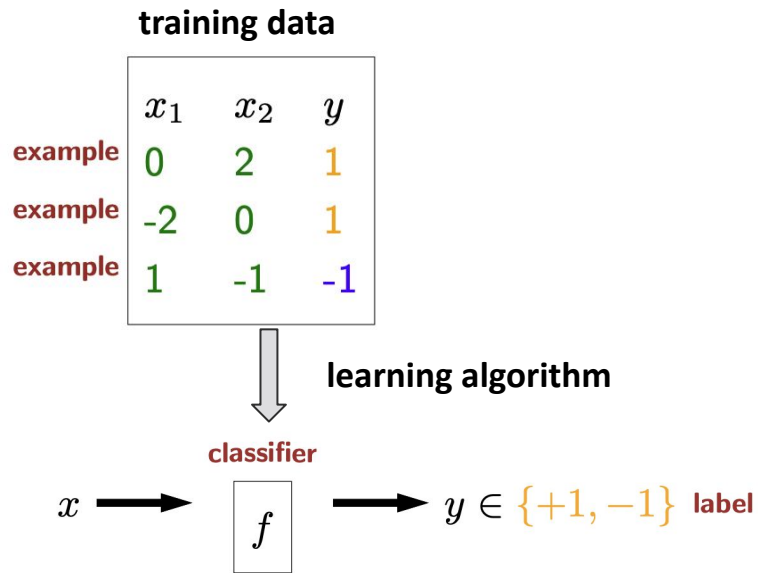 training data
x₁ x₂ y
example 0 2 1
example -2 0 1
example 1 -1 -1
learning algorithm
classifier
x f y ∈ {+1, −1} label